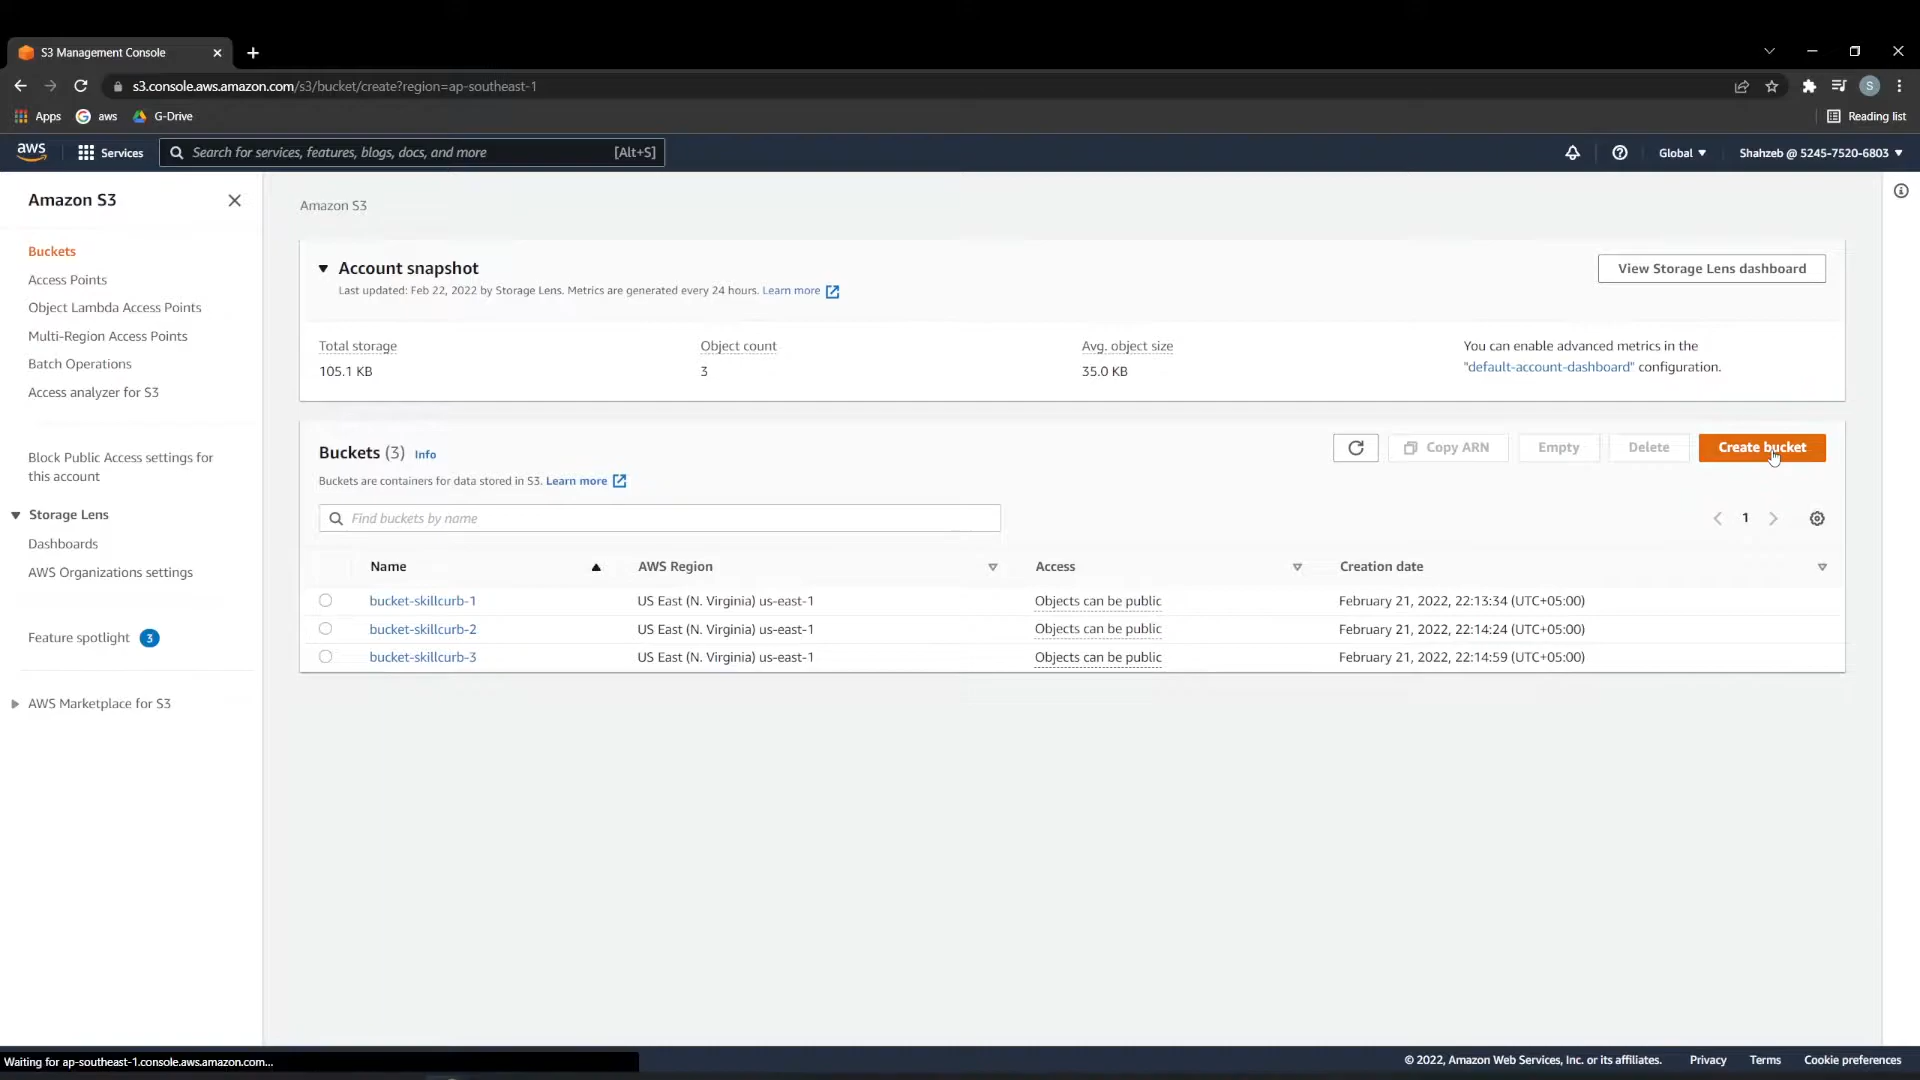 S3 Management Console
s3.console.aws.amazon.com/s3/bucket/create?region=ap-southeast-1
S
Apps
aws
G-Drive
Reading list
aws
Services
Search for services, features, blogs, docs, and more
[Alt+S]
Global
Shahzeb @ 5245-7520-6803
Amazon S3
Buckets
Access Points
Object Lambda Access Points
Multi-Region Access Points
Batch Operations
Access analyzer for S3
Block Public Access settings for
this account
Storage Lens
Dashboards
AWS Organizations settings
Feature spotlight 3
AWS Marketplace for S3
Amazon S3
Account snapshot
Last updated: Feb 22, 2022 by Storage Lens. Metrics are generated every 24 hours. Learn more
View Storage Lens dashboard
Total storage
105.1 KB
Object count
3
Avg. object size
35.0 KB
You can enable advanced metrics in the
"default-account-dashboard" configuration.
Buckets (3) Info
Buckets are containers for data stored in S3. Learn more
Copy ARN
Empty
Delete
Create bucket
Find buckets by name
1
Name AWS Region Access Creation date
bucket-skillcurb-1 US East (N. Virginia) us-east-1 Objects can be public February 21, 2022, 22:13:34 (UTC+05:00)
bucket-skillcurb-2 US East (N. Virginia) us-east-1 Objects can be public February 21, 2022, 22:14:24 (UTC+05:00)
bucket-skillcurb-3 US East (N. Virginia) us-east-1 Objects can be public February 21, 2022, 22:14:59 (UTC+05:00)
Waiting for ap-southeast-1.console.aws.amazon.com...
© 2022, Amazon Web Services, Inc. or its affiliates. Privacy Terms Cookie preferences